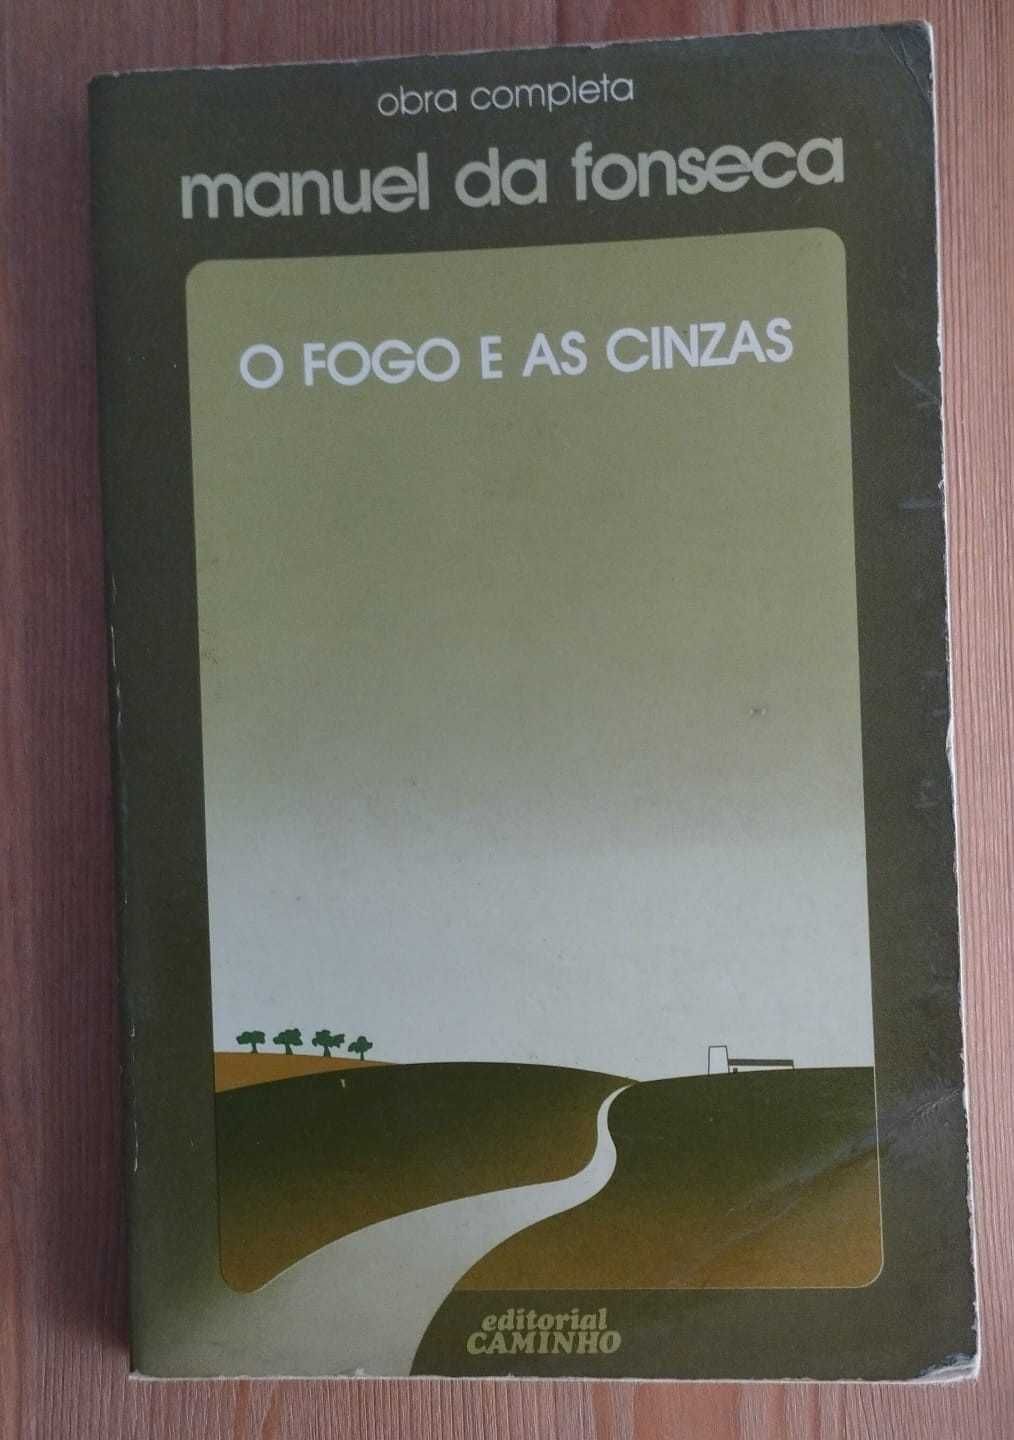 obra completa
manuel da fonseca
O FOGO E AS CINZAS
editorial
CAMINHO